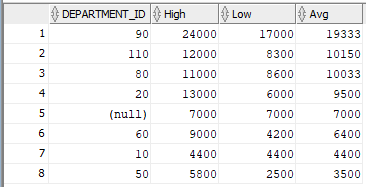 DEPARTMENT_ID High Low Avg
1 90 24000 17000 19333
2 110 12000 8300 10150
3 80 11000 8600 10033
4 20 13000 6000 9500
5 (null) 7000 7000 7000
6 60 9000 4200 6400
7 10 4400 4400 4400
8 50 5800 2500 3500